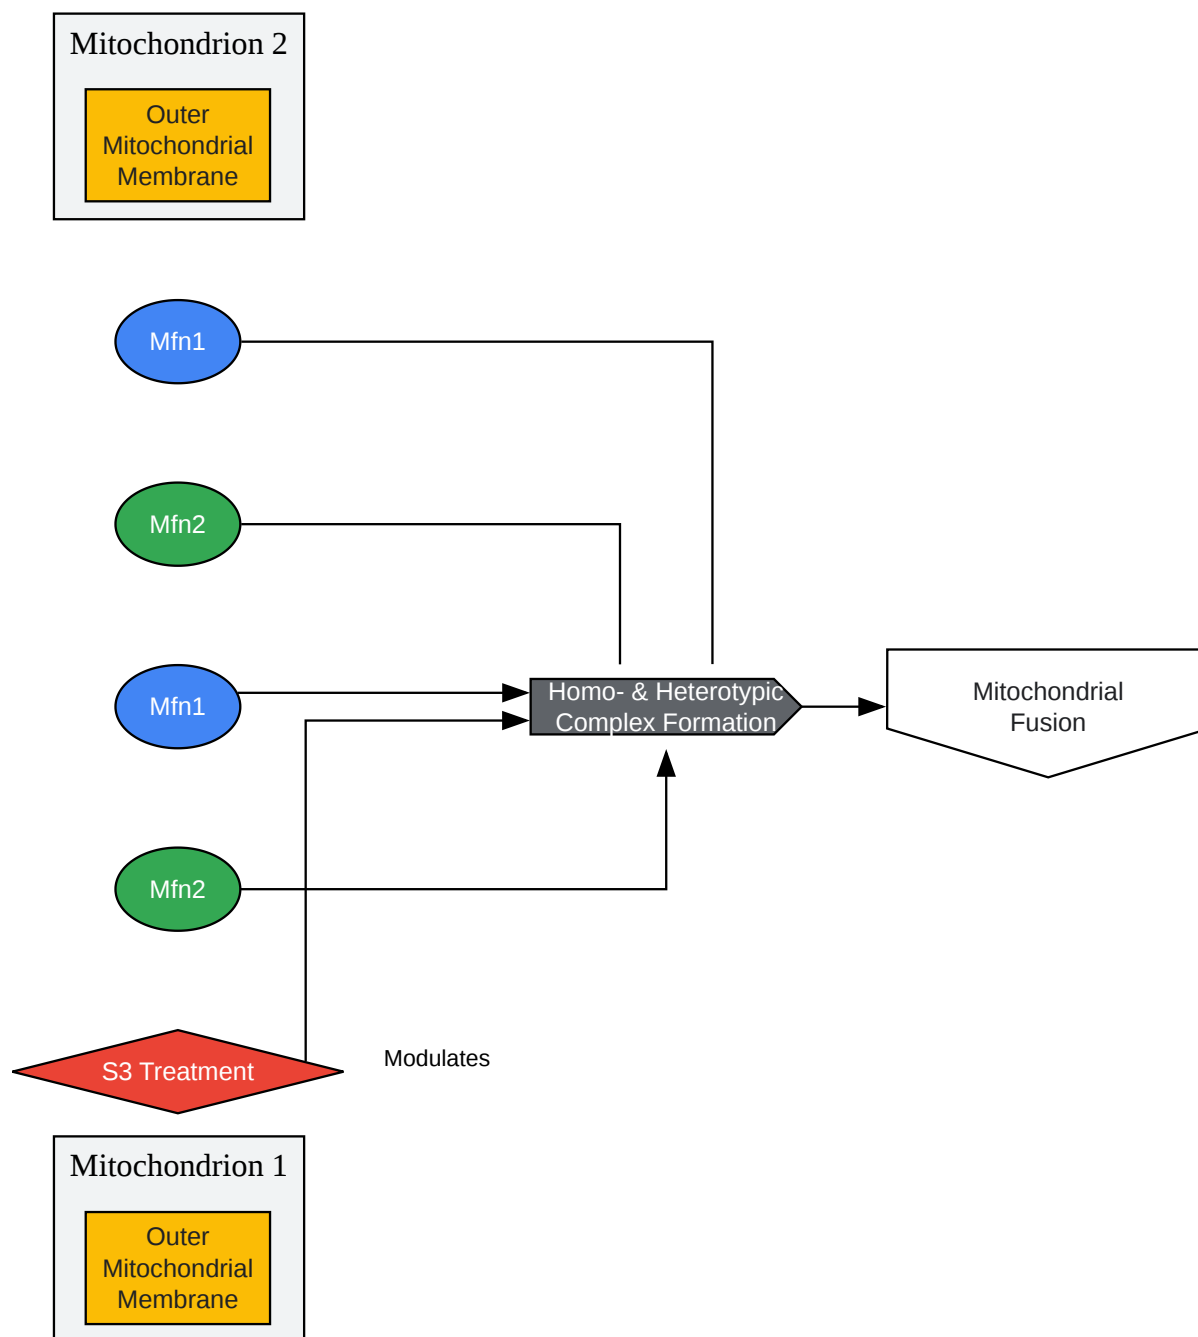 Mitochondrion 2
Outer
Mitochondrial
Membrane
Mfn1
Mfn2
Mfn1
Homo- & Heterotypic
Complex Formation
Mitochondrial
Fusion
Mfn2
S3 Treatment
Modulates
Mitochondrion 1
Outer
Mitochondrial
Membrane